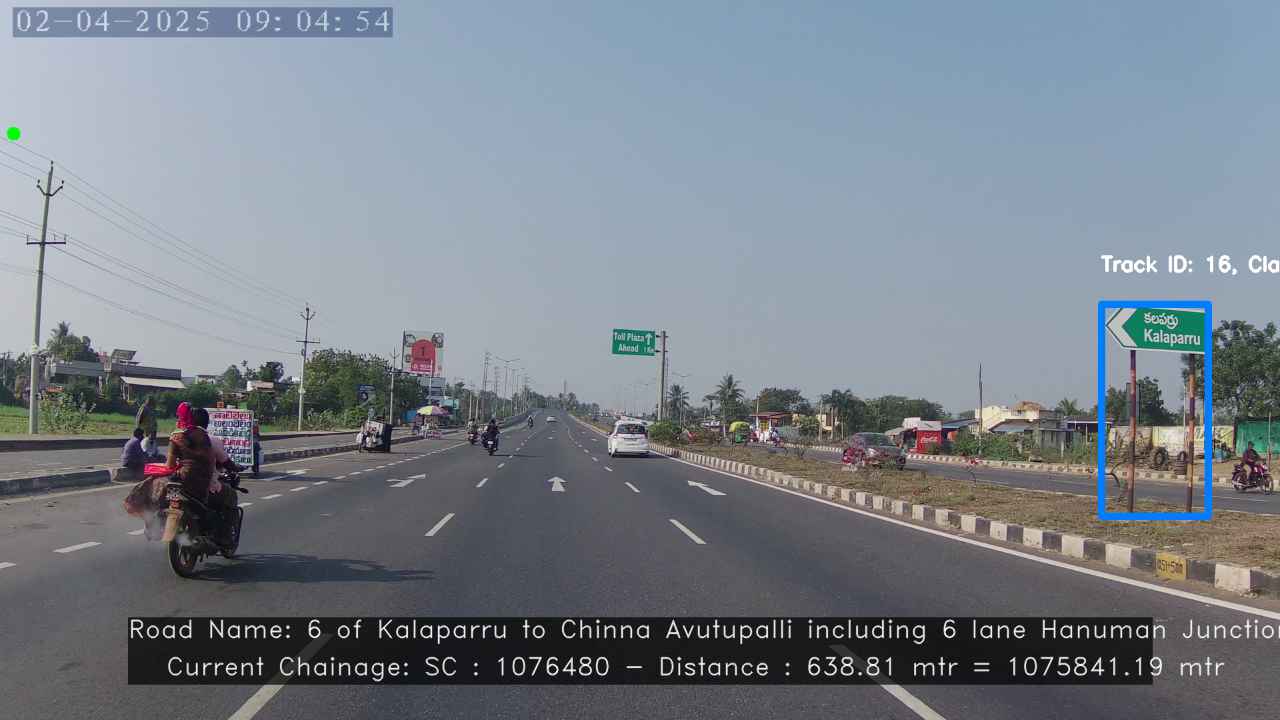 02-04-2025 09:04:54
Track ID: 16, Cla
కలపర్రు
Kalaparru
Toll Plaza
Ahead
Coca-Cola
Road Name: 6 of Kalaparru to Chinna Avutupalli including 6 lane Hanuman Junction
Current Chainage: SC : 1076480 - Distance : 638.81 mtr = 1075841.19 mtr